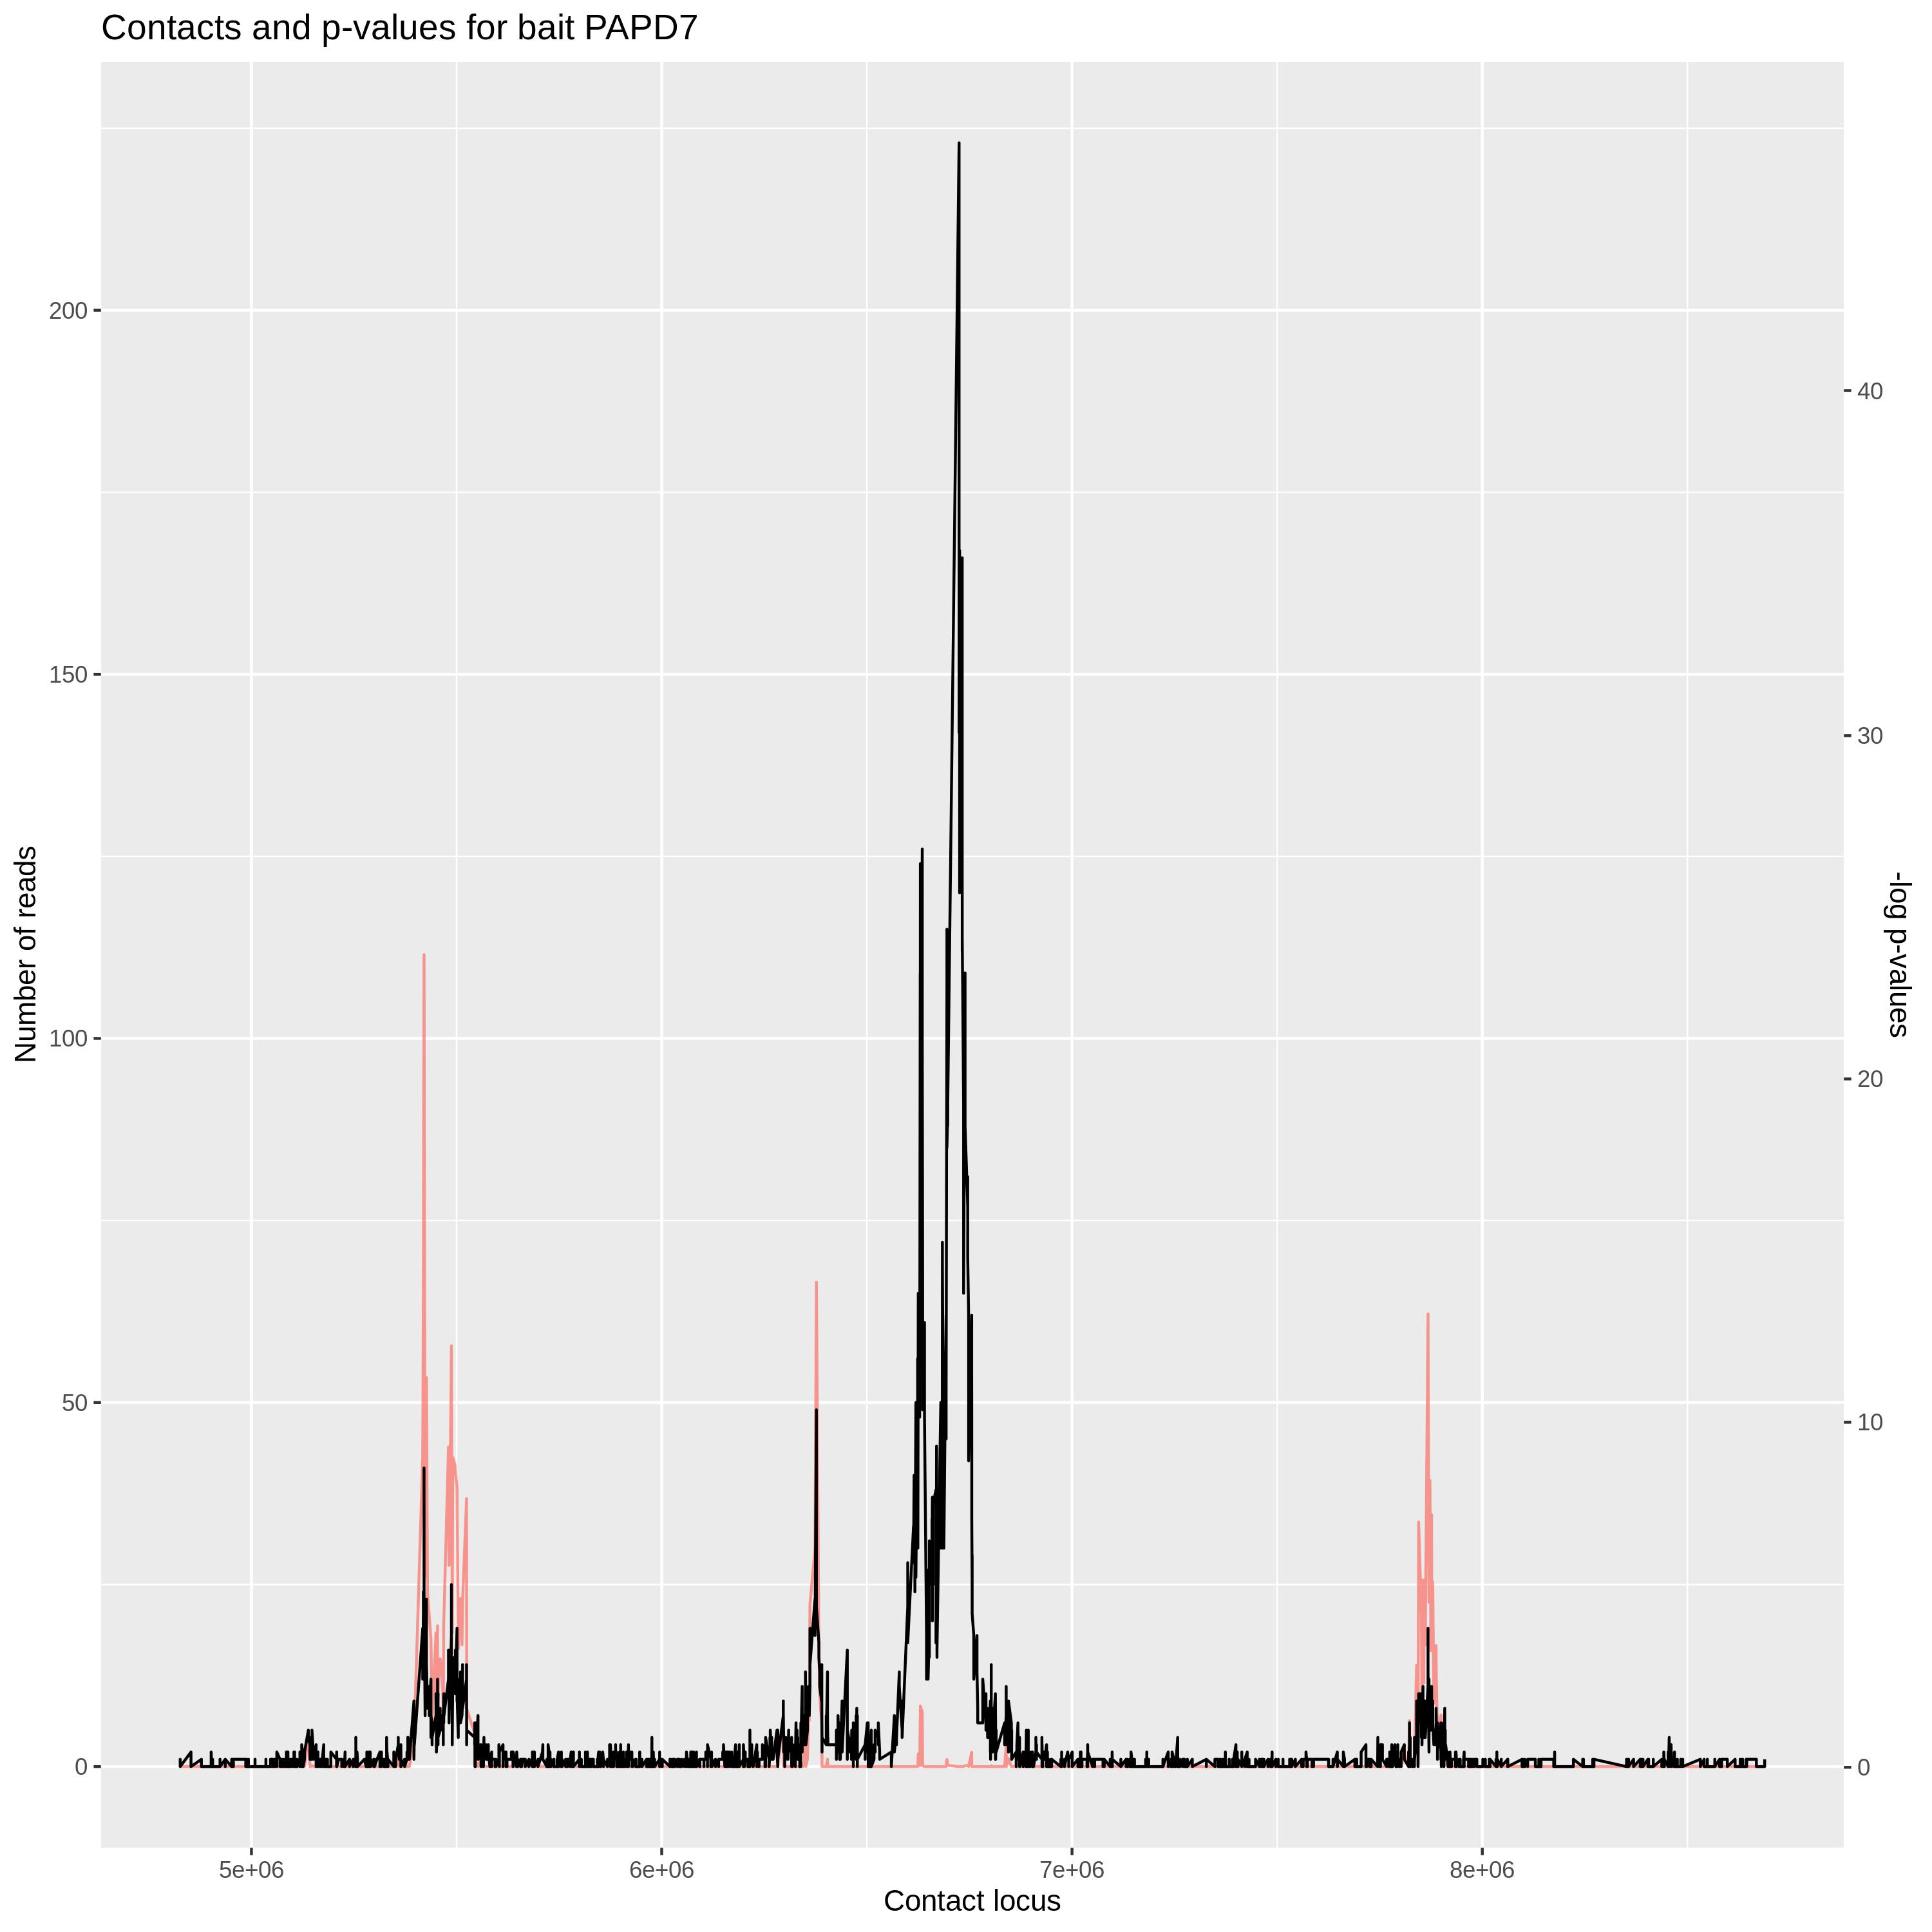 Contacts and p-values for bait PAPD7
200
150
100
50
0
40
30
20
10
0
Number of reads
-log p-values
5e+06 6e+06 7e+06 8e+06
Contact locus